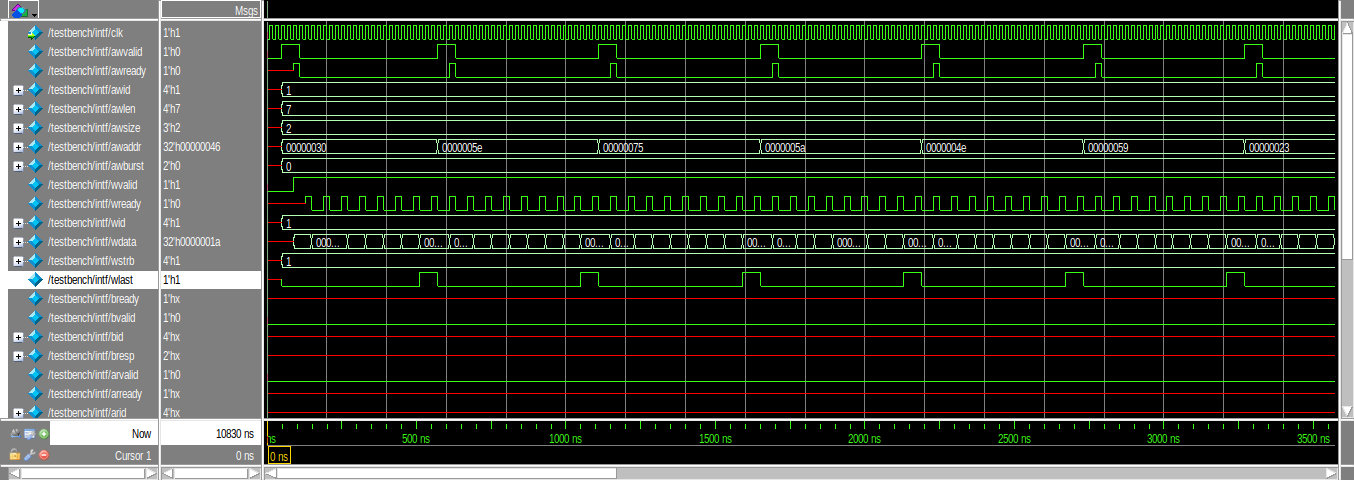 Msgs
/testbench/intf/clk 1'h1
/testbench/intf/awvalid 1'h0
/testbench/intf/awready 1'h0
/testbench/intf/awid 4'h1 1
/testbench/intf/awlen 4'h7 7
/testbench/intf/awsize 3'h2 2
/testbench/intf/awaddr 32'h00000046 00000030 0000005e 00000075 0000005a 0000004e 00000059 00000023
/testbench/intf/awburst 2'h0 0
/testbench/intf/wvalid 1'h1
/testbench/intf/wready 1'h0
/testbench/intf/wid 4'h1 1
/testbench/intf/wdata 32'h0000001a 000... 00... 0... 00... 0... 00... 0... 000... 00... 0... 00... 0... 00... 0...
/testbench/intf/wstrb 4'h1 1
/testbench/intf/wlast 1'h1
/testbench/intf/bready 1'hx
/testbench/intf/bvalid 1'h0
/testbench/intf/bid 4'hx
/testbench/intf/bresp 2'hx
/testbench/intf/arvalid 1'h0
/testbench/intf/arready 1'hx
/testbench/intf/arid 4'hx
Now 10830 ns ns 500 ns 1000 ns 1500 ns 2000 ns 2500 ns 3000 ns 3500 ns
Cursor 1 0 ns 0 ns